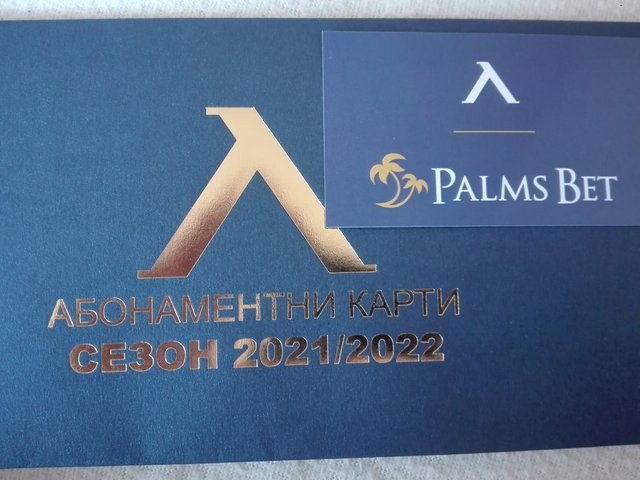 Λ
Λ
PALMS BET
АБОНАМЕНТНИ КАРТИ
СЕЗОН 2021/2022